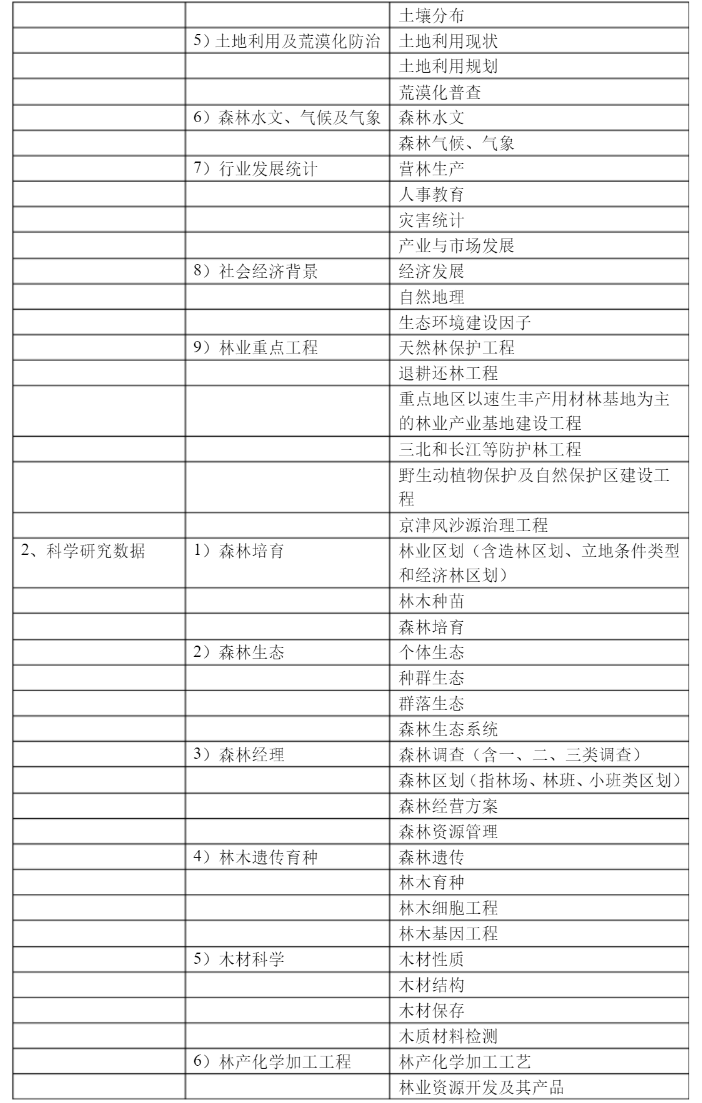 土壤分布
5）土地利用及荒漠化防治 土地利用现状
土地利用规划
荒漠化普查
6）森林水文、气候及气象 森林水文
森林气候、气象
7）行业发展统计 营林生产
人事教育
灾害统计
产业与市场发展
8）社会经济背景 经济发展
自然地理
生态环境建设因子
9）林业重点工程 天然林保护工程
退耕还林工程
重点地区以速生丰产用材林基地为主
的林业产业基地建设工程
三北和长江等防护林工程
野生动植物保护及自然保护区建设工
程
京津风沙源治理工程
2、科学研究数据 1）森林培育 林业区划（含造林区划、立地条件类型
和经济林区划）
林木种苗
森林培育
2）森林生态 个体生态
种群生态
群落生态
森林生态系统
3）森林经理 森林调查（含一、二、三类调查）
森林区划（指林场、林班、小班类区划）
森林经营方案
森林资源管理
4）林木遗传育种 森林遗传
林木育种
林木细胞工程
林木基因工程
5）木材科学 木材性质
木材结构
木材保存
木质材料检测
6）林产化学加工工程 林产化学加工工艺
林业资源开发及其产品